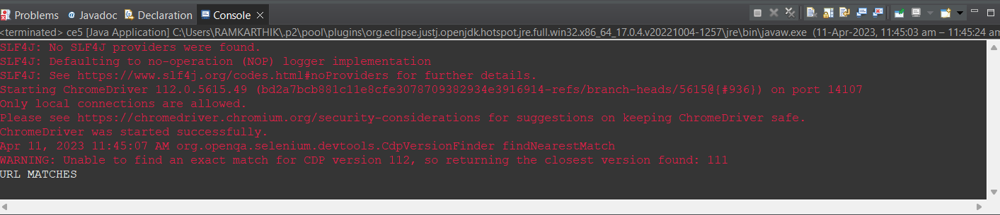 Problems @ Javadoc Declaration Console
<terminated> ce5 [Java Application] C:\Users\RAMKARTHIK\.p2\pool\plugins\org.eclipse.justj.openjdk.hotspot.jre.full.win32.x86_64_17.0.4.v20221004-1257\jre\bin\javaw.exe (11-Apr-2023, 11:45:03 am – 11:45:24 am
SLF4J: No SLF4J providers were found.
SLF4J: Defaulting to no-operation (NOP) logger implementation
SLF4J: See https://www.slf4j.org/codes.html#noProviders for further details.
Starting ChromeDriver 112.0.5615.49 (bd2a7bcb881c11e8cfe3078709382934e3916914-refs/branch-heads/5615@{#936}) on port 14107
Only local connections are allowed.
Please see https://chromedriver.chromium.org/security-considerations for suggestions on keeping ChromeDriver safe.
ChromeDriver was started successfully.
Apr 11, 2023 11:45:07 AM org.openqa.selenium.devtools.CdpVersionFinder findNearestMatch
WARNING: Unable to find an exact match for CDP version 112, so returning the closest version found: 111
URL MATCHES